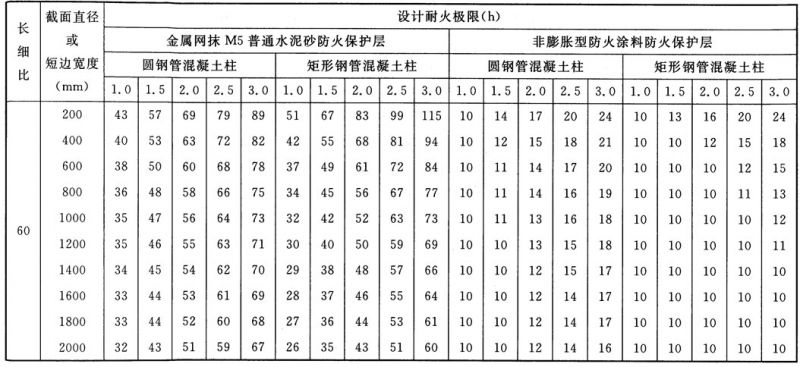 长细比 截面直径或短边宽度(mm) 设计耐火极限(h)
金属网抹 M5 普通水泥砂防火保护层 非膨胀型防火涂料防火保护层
圆钢管混凝土柱 矩形钢管混凝土柱 圆钢管混凝土柱 矩形钢管混凝土柱
1.0 1.5 2.0 2.5 3.0 1.0 1.5 2.0 2.5 3.0 1.0 1.5 2.0 2.5 3.0 1.0 1.5 2.0 2.5 3.0
60
200 43 57 69 79 89 51 67 83 99 115 10 14 17 20 24 10 13 16 20 24
400 40 53 63 72 82 42 55 68 81 94 10 12 15 18 21 10 10 12 15 18
600 38 50 60 68 78 37 49 61 72 84 10 11 14 17 20 10 10 10 12 15
800 36 48 58 66 75 34 45 56 67 77 10 11 14 16 19 10 10 10 11 13
1000 35 47 56 64 73 32 42 52 63 73 10 11 13 16 18 10 10 10 10 12
1200 35 46 55 63 71 30 40 50 59 69 10 10 13 15 18 10 10 10 10 11
1400 34 45 54 62 70 29 38 48 57 66 10 10 12 15 17 10 10 10 10 10
1600 33 44 53 61 69 28 37 46 55 64 10 10 12 14 17 10 10 10 10 10
1800 33 44 52 60 68 27 36 44 53 61 10 10 12 14 17 10 10 10 10 10
2000 32 43 51 59 67 26 35 43 51 60 10 10 12 14 16 10 10 10 10 10